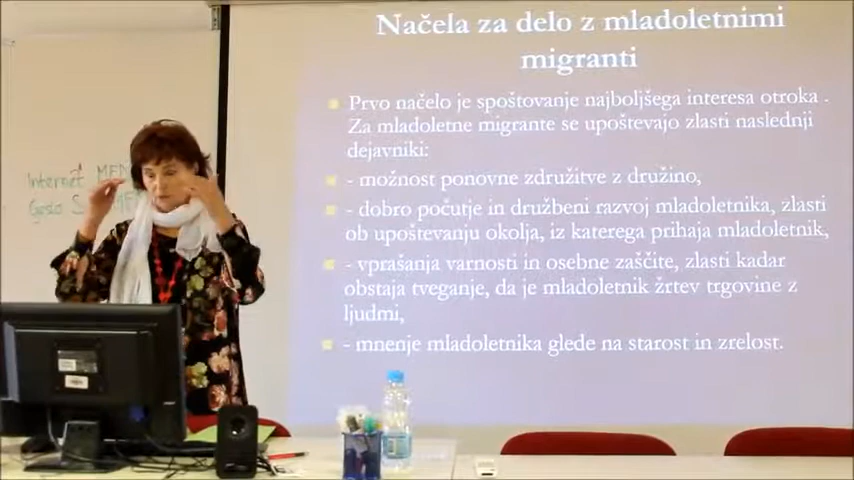 Načela za delo z mladoletnimi
migranti
Prvo načelo je spoštovanje najboljšega interesa otroka .
Za mladoletne migrante se upoštevajo zlasti naslednji
dejavniki:
- možnost ponovne združitve z družino,
- dobro počutje in družbeni razvoj mladoletnika, zlasti
ob upoštevanju okolja, iz katerega prihaja mladoletnik,
- vprašanja varnosti in osebne zaščite, zlasti kadar
obstaja tveganje, da je mladoletnik žrtev trgovine z
ljudmi,
- mnenje mladoletnika glede na starost in zrelost.
Internet